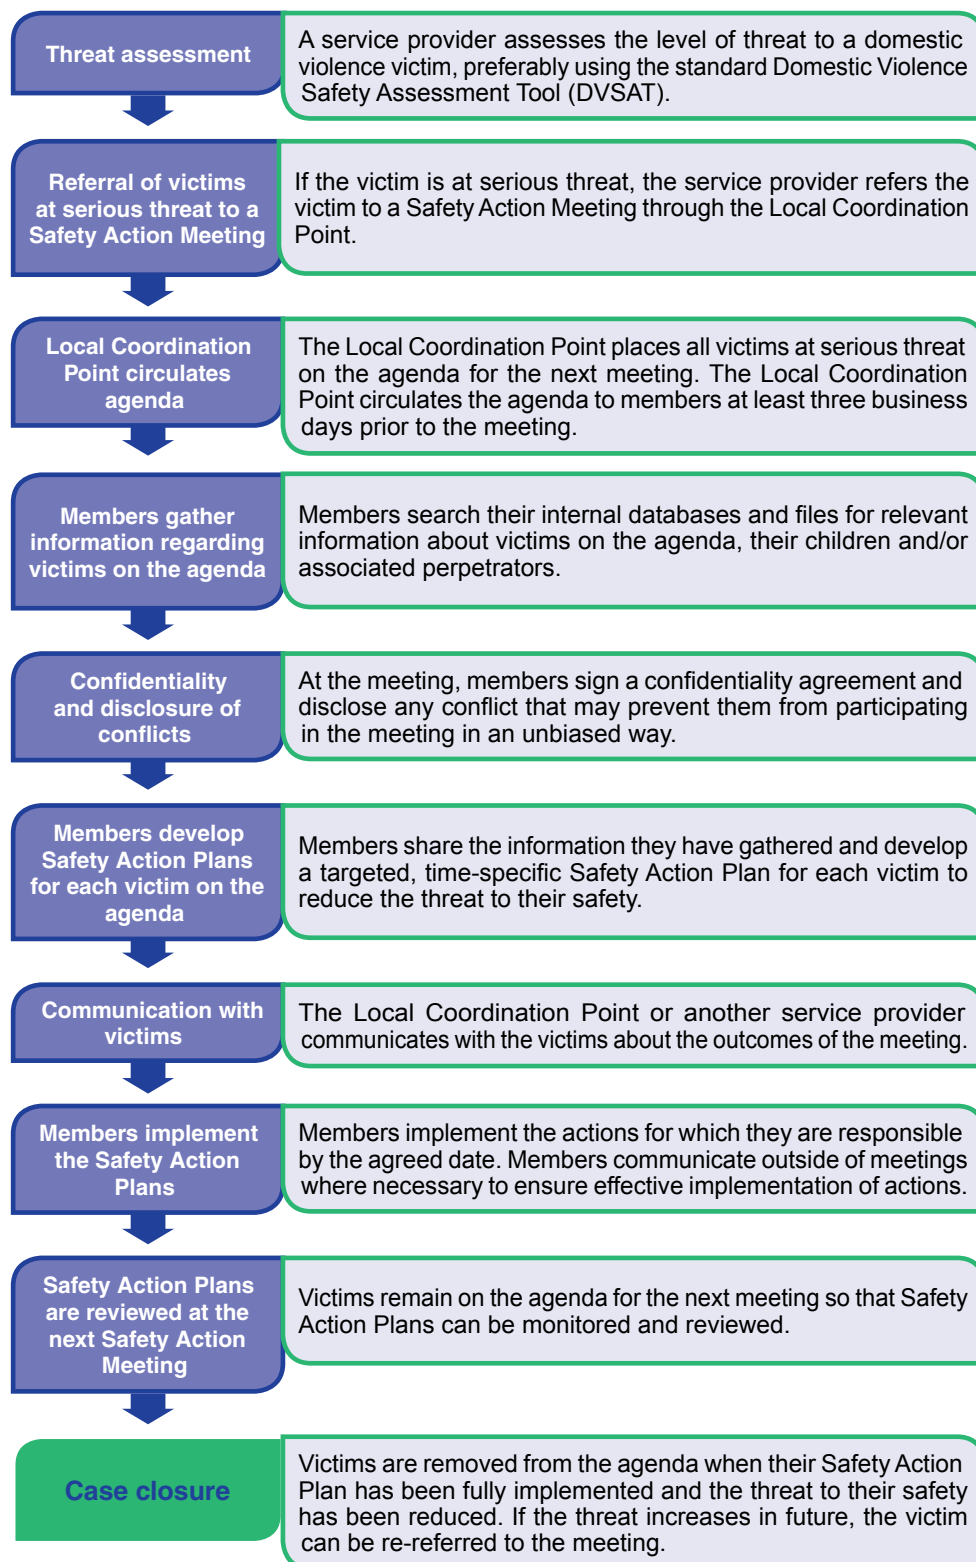 Threat assessment
A service provider assesses the level of threat to a domestic
violence victim, preferably using the standard Domestic Violence
Safety Assessment Tool (DVSAT).
Referral of victims
at serious threat to a
Safety Action Meeting
If the victim is at serious threat, the service provider refers the
victim to a Safety Action Meeting through the Local Coordination
Point.
Local Coordination
Point circulates
agenda
The Local Coordination Point places all victims at serious threat
on the agenda for the next meeting. The Local Coordination
Point circulates the agenda to members at least three business
days prior to the meeting.
Members gather
information regarding
victims on the agenda
Members search their internal databases and files for relevant
information about victims on the agenda, their children and/or
associated perpetrators.
Confidentiality
and disclosure of
conflicts
At the meeting, members sign a confidentiality agreement and
disclose any conflict that may prevent them from participating
in the meeting in an unbiased way.
Members develop
Safety Action Plans
for each victim on the
agenda
Members share the information they have gathered and develop
a targeted, time-specific Safety Action Plan for each victim to
reduce the threat to their safety.
Communication with
victims
The Local Coordination Point or another service provider
communicates with the victims about the outcomes of the meeting.
Members implement
the Safety Action
Plans
Members implement the actions for which they are responsible
by the agreed date. Members communicate outside of meetings
where necessary to ensure effective implementation of actions.
Safety Action Plans
are reviewed at the
next Safety Action
Meeting
Victims remain on the agenda for the next meeting so that Safety
Action Plans can be monitored and reviewed.
Case closure
Victims are removed from the agenda when their Safety Action
Plan has been fully implemented and the threat to their safety
has been reduced. If the threat increases in future, the victim
can be re-referred to the meeting.